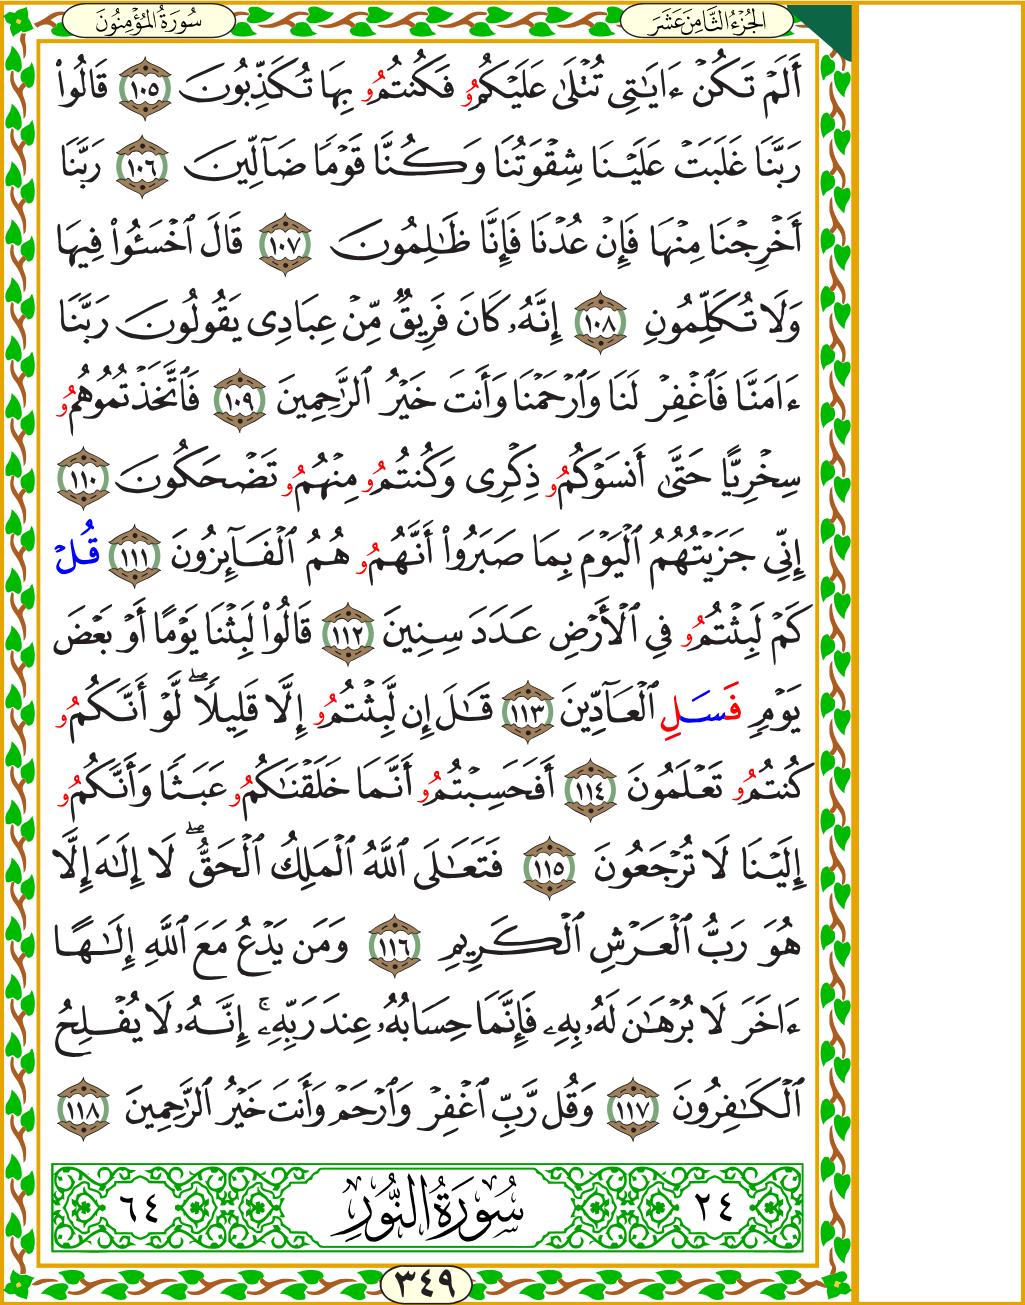 الجُزْءُ الثَّامِنَ عَشَرَ
سُورَةُ المُؤْمِنُونَ
أَلَمۡ تَكُنۡ ءَايَٰتِى تُتۡلَىٰ عَلَيۡكُمُۥ فَكُنتُمُۥ بِهَا تُكَذِّبُونَ ١٠٥ قَالُواْ
رَبَّنَا غَلَبَتۡ عَلَيۡنَا شِقۡوَتُنَا وَكُنَّا قَوۡمٗا ضَآلِّينَ ١٠٦ رَبَّنَا
أَخۡرِجۡنَا مِنۡهَا فَإِنۡ عُدۡنَا فَإِنَّا ظَٰلِمُونَ ١٠٧ قَالَ ٱخۡسَـُٔواْ فِيهَا
وَلَا تُكَلِّمُونِ ١٠٨ إِنَّهُۥ كَانَ فَرِيقٞ مِّنۡ عِبَادِى يَقُولُونَ رَبَّنَآ
ءَامَنَّا فَٱغۡفِرۡ لَنَا وَٱرۡحَمۡنَا وَأَنتَ خَيۡرُ ٱلرَّٰحِمِينَ ١٠٩ فَٱتَّخَذۡتُمُوهُمُۥ
سِخۡرِيًّا حَتَّىٰٓ أَنسَوۡكُمُۥ ذِكۡرِى وَكُنتُمُۥ مِنۡهُمُۥ تَضۡحَكُونَ ١١٠
إِنِّى جَزَيۡتُهُمُ ٱلۡيَوۡمَ بِمَا صَبَرُوٓاْ أَنَّهُمُۥ هُمُ ٱلۡفَآئِزُونَ ١١١ قُلۡ
كَمۡ لَبِثۡتُمُۥ فِى ٱلۡأَرۡضِ عَدَدَ سِنِينَ ١١٢ قَالُواْ لَبِثۡنَا يَوۡمًا أَوۡ بَعۡضَ
يَوۡمٖ فَسَلِ ٱلۡعَآدِّينَ ١١٣ قَٰلَ إِن لَّبِثۡتُمُۥ إِلَّا قَلِيلٗاۖ لَّوۡ أَنَّكُمُۥ
كُنتُمُۥ تَعۡلَمُونَ ١١٤ أَفَحَسِبۡتُمُۥ أَنَّمَا خَلَقۡنَٰكُمُۥ عَبَثٗا وَأَنَّكُمُۥ
إِلَيۡنَا لَا تُرۡجَعُونَ ١١٥ فَتَعَٰلَى ٱللَّهُ ٱلۡمَلِكُ ٱلۡحَقُّۖ لَآ إِلَٰهَ إِلَّا
هُوَ رَبُّ ٱلۡعَرۡشِ ٱلۡكَرِيمِ ١١٦ وَمَن يَدۡعُ مَعَ ٱللَّهِ إِلَٰهًا
ءَاخَرَ لَا بُرۡهَٰنَ لَهُۥ بِهِۦ فَإِنَّمَا حِسَابُهُۥ عِندَ رَبِّهِۦٓۚ إِنَّهُۥ لَا يُفۡلِحُ
ٱلۡكَٰفِرُونَ ١١٧ وَقُل رَّبِّ ٱغۡفِرۡ وَٱرۡحَمۡ وَأَنتَ خَيۡرُ ٱلرَّٰحِمِينَ ١١٨
٢٤ سُورَةُ النُّورِ ٦٤
٣٤٩